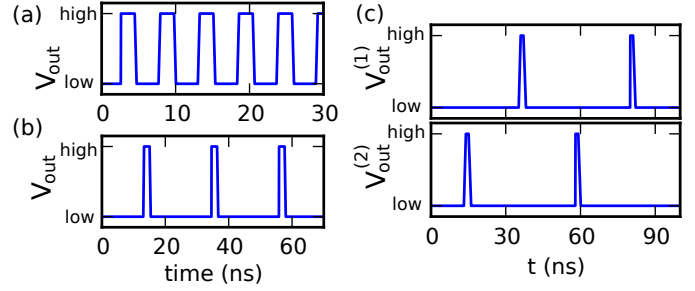 (a)
high
low
V_out
0 10 20 30
(b)
high
low
V_out
0 20 40 60
time (ns)
(c)
high
low
V_out^(1)
high
low
V_out^(2)
0 30 60 90
t (ns)